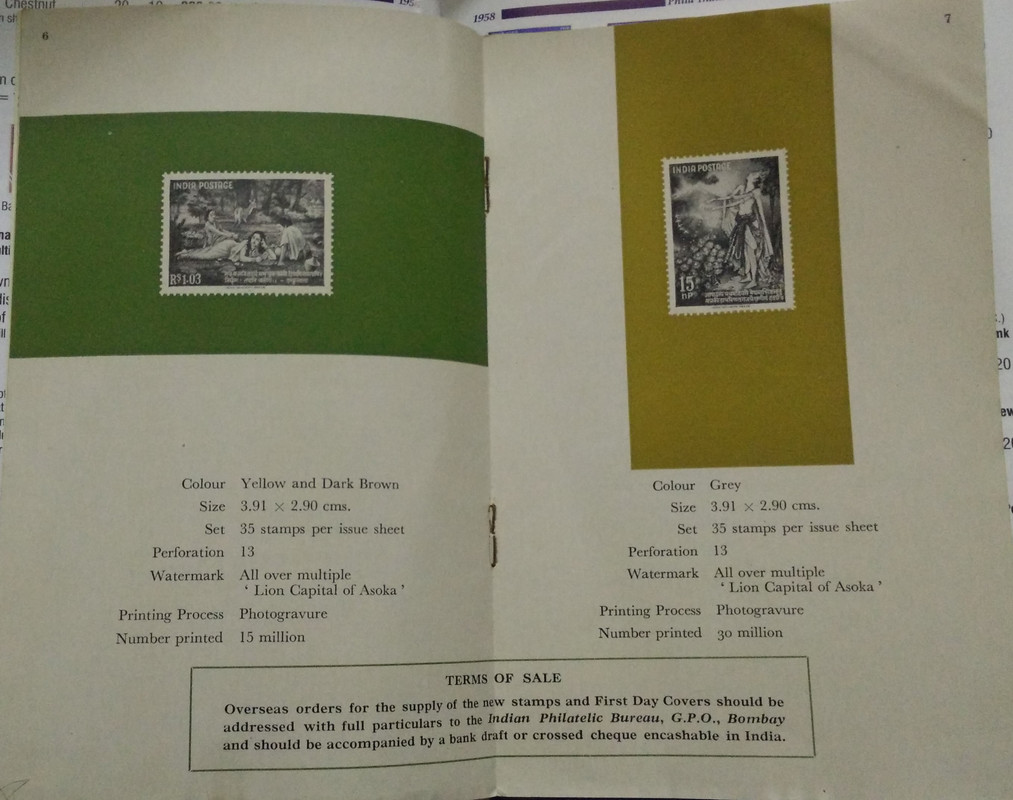 Chestnut
1958
6
INDIA POSTAGE
Rs 1·03
Colour Yellow and Dark Brown
Size 3.91 × 2.90 cms.
Set 35 stamps per issue sheet
Perforation 13
Watermark All over multiple
‘ Lion Capital of Asoka ’
Printing Process Photogravure
Number printed 15 million
7
INDIA POSTAGE
15
nP
Colour Grey
Size 3.91 × 2.90 cms.
Set 35 stamps per issue sheet
Perforation 13
Watermark All over multiple
‘ Lion Capital of Asoka ’
Printing Process Photogravure
Number printed 30 million
TERMS OF SALE
Overseas orders for the supply of the new stamps and First Day Covers should be
addressed with full particulars to the Indian Philatelic Bureau, G.P.O., Bombay
and should be accompanied by a bank draft or crossed cheque encashable in India.